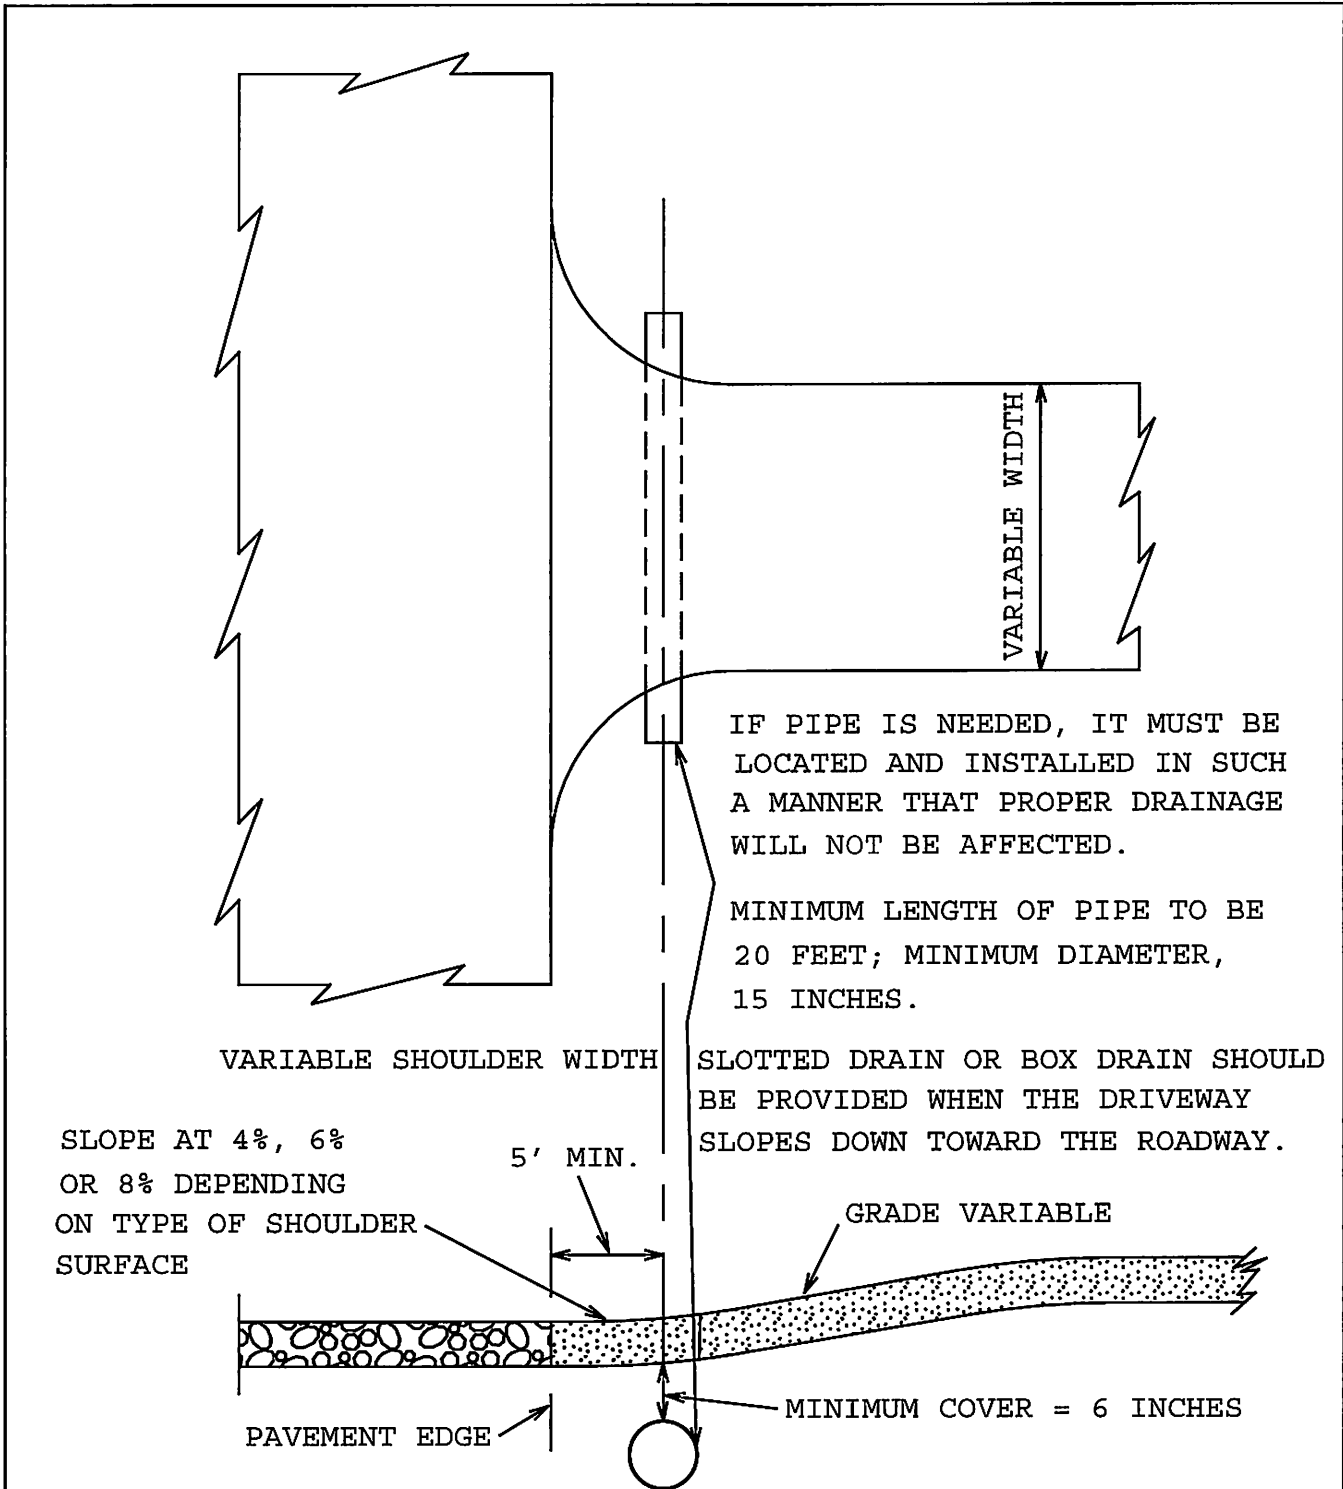 VARIABLE WIDTH
IF PIPE IS NEEDED, IT MUST BE
LOCATED AND INSTALLED IN SUCH
A MANNER THAT PROPER DRAINAGE
WILL NOT BE AFFECTED.
MINIMUM LENGTH OF PIPE TO BE
20 FEET; MINIMUM DIAMETER,
15 INCHES.
VARIABLE SHOULDER WIDTH
SLOTTED DRAIN OR BOX DRAIN SHOULD
BE PROVIDED WHEN THE DRIVEWAY
SLOPES DOWN TOWARD THE ROADWAY.
SLOPE AT 4%, 6%
OR 8% DEPENDING
ON TYPE OF SHOULDER
SURFACE
5' MIN.
GRADE VARIABLE
MINIMUM COVER = 6 INCHES
PAVEMENT EDGE